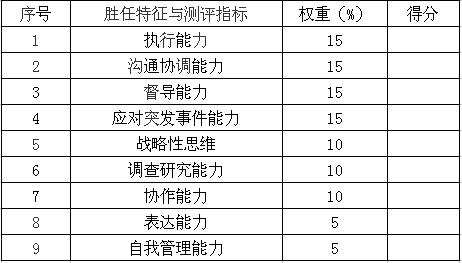 序号 胜任特征与测评指标 权重（%） 得分
1 执行能力 15
2 沟通协调能力 15
3 督导能力 15
4 应对突发事件能力 15
5 战略性思维 10
6 调查研究能力 10
7 协作能力 10
8 表达能力 5
9 自我管理能力 5